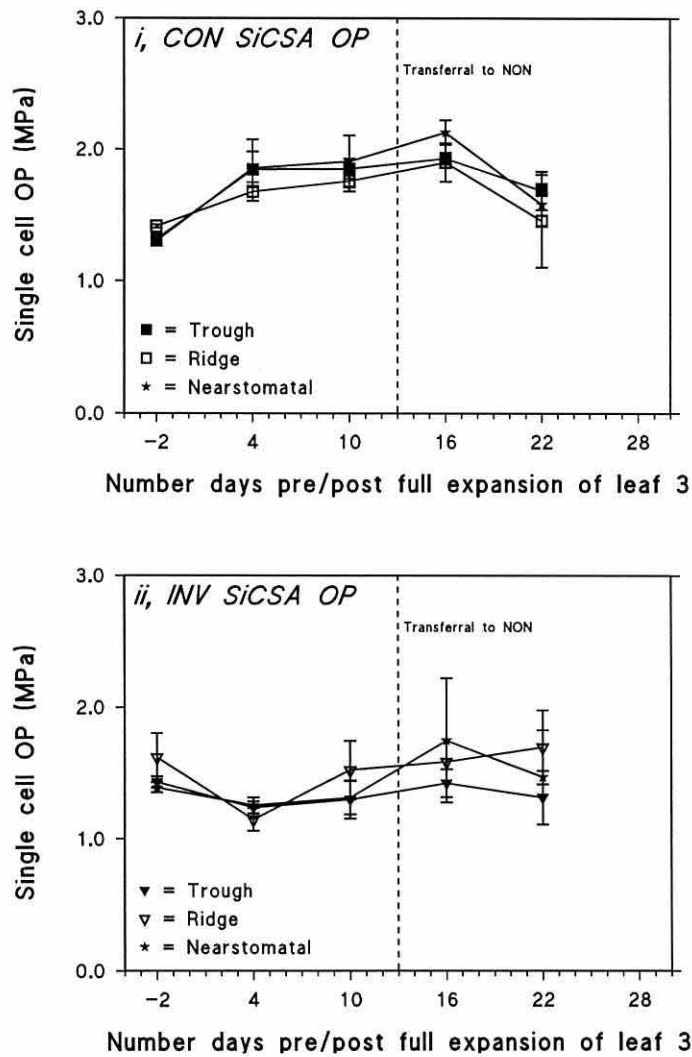 i, CON SiCSA OP
Transferral to NON
Single cell OP (MPa)
3.0
2.0
1.0
0.0
■ = Trough
□ = Ridge
★ = Nearstomatal
−2 4 10 16 22 28
Number days pre/post full expansion of leaf 3
ii, INV SiCSA OP
Transferral to NON
Single cell OP (MPa)
3.0
2.0
1.0
0.0
▼ = Trough
▽ = Ridge
★ = Nearstomatal
−2 4 10 16 22 28
Number days pre/post full expansion of leaf 3